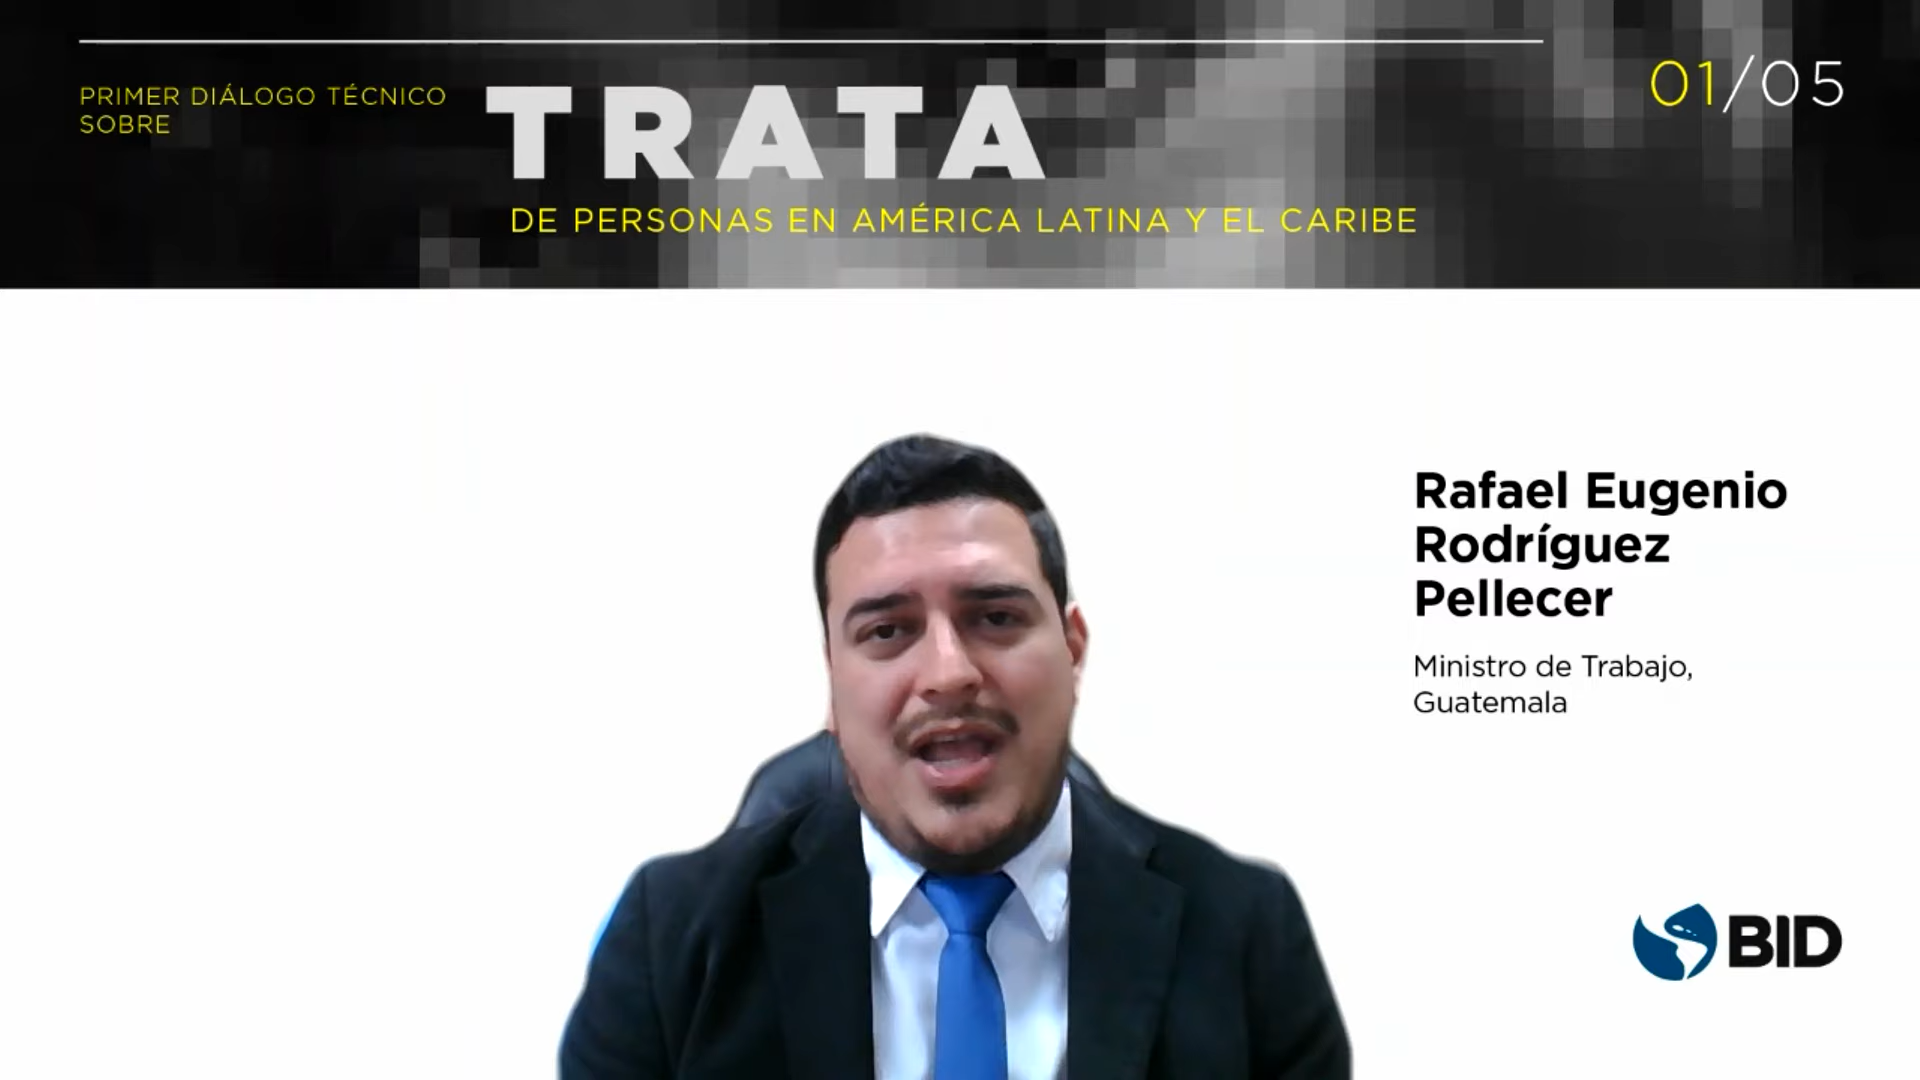 PRIMER DIÁLOGO TÉCNICO
SOBRE
TRATA
DE PERSONAS EN AMÉRICA LATINA Y EL CARIBE
01/05
Rafael Eugenio
Rodríguez
Pellecer
Ministro de Trabajo,
Guatemala
BID